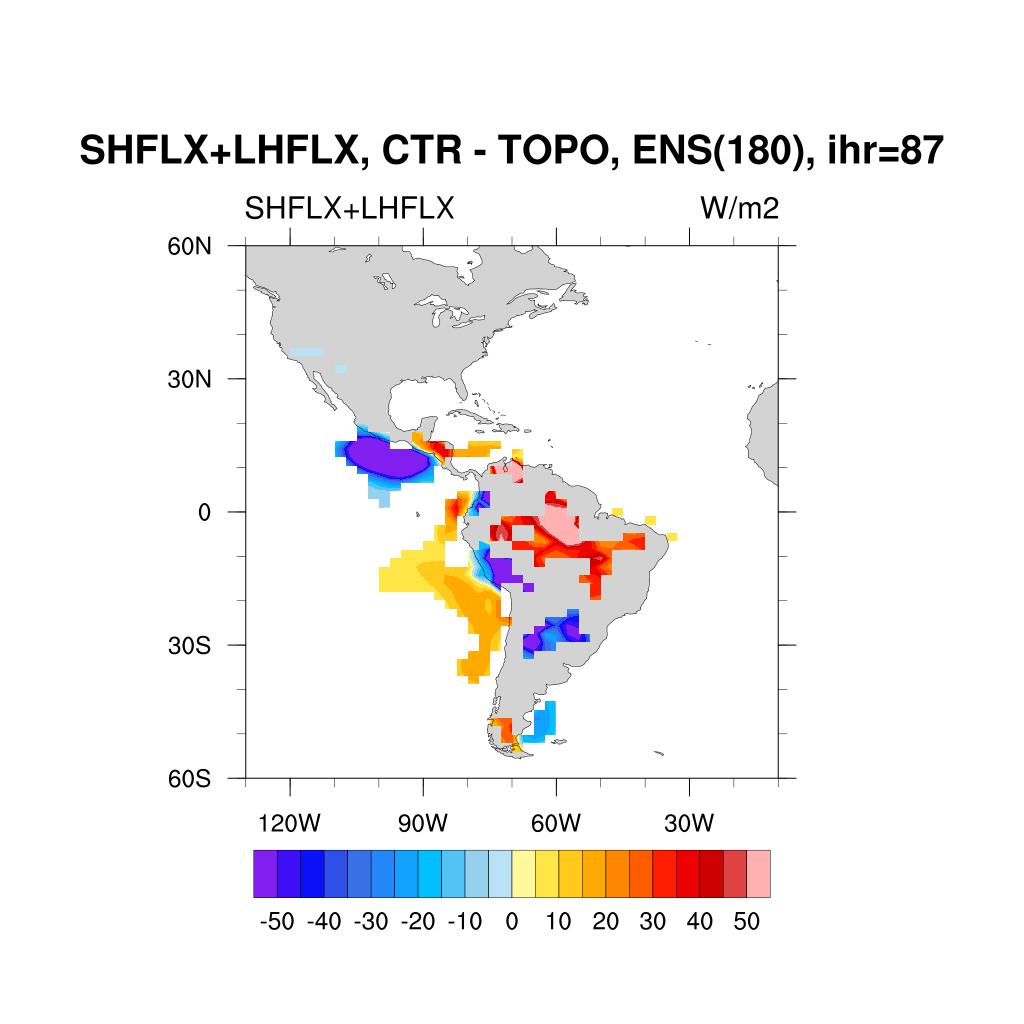 SHFLX+LHFLX, CTR - TOPO, ENS(180), ihr=87
SHFLX+LHFLX W/m2
60N
30N
0
30S
60S
120W 90W 60W 30W
-50 -40 -30 -20 -10 0 10 20 30 40 50